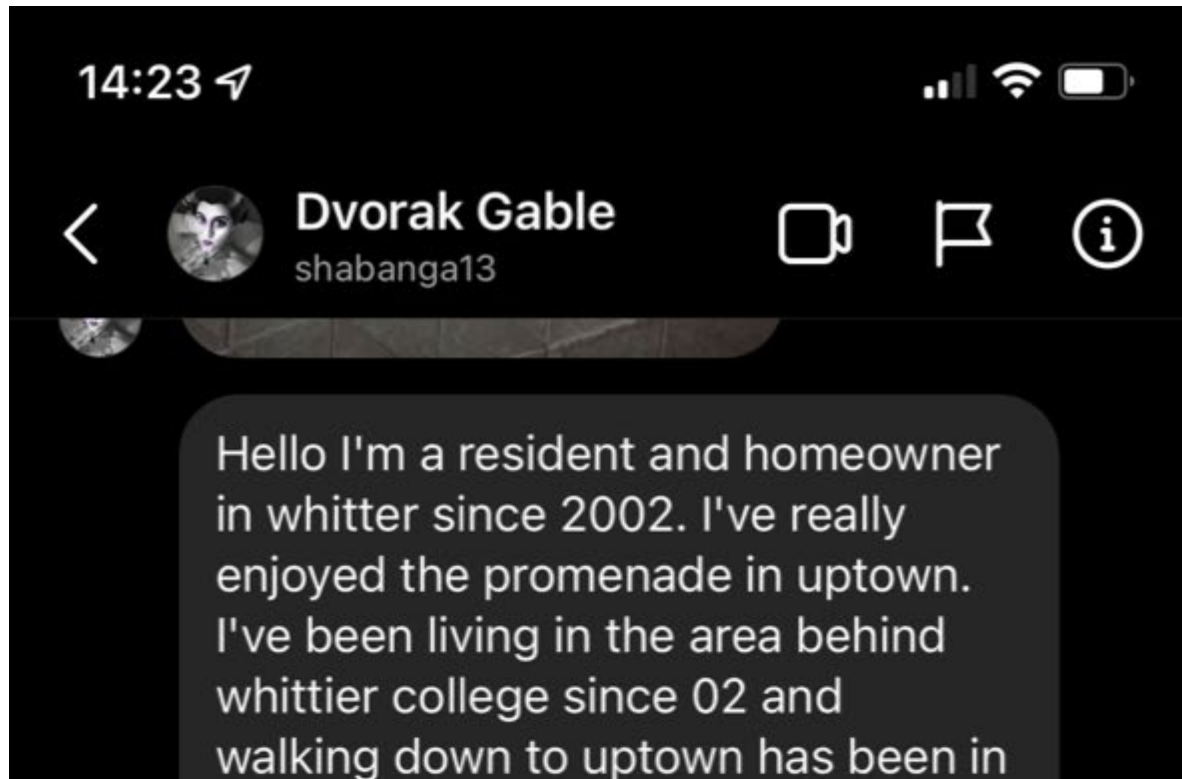 14:23
Dvorak Gable
shabanga13
Hello I'm a resident and homeowner
in whitter since 2002. I've really
enjoyed the promenade in uptown.
I've been living in the area behind
whittier college since 02 and
walking down to uptown has been in